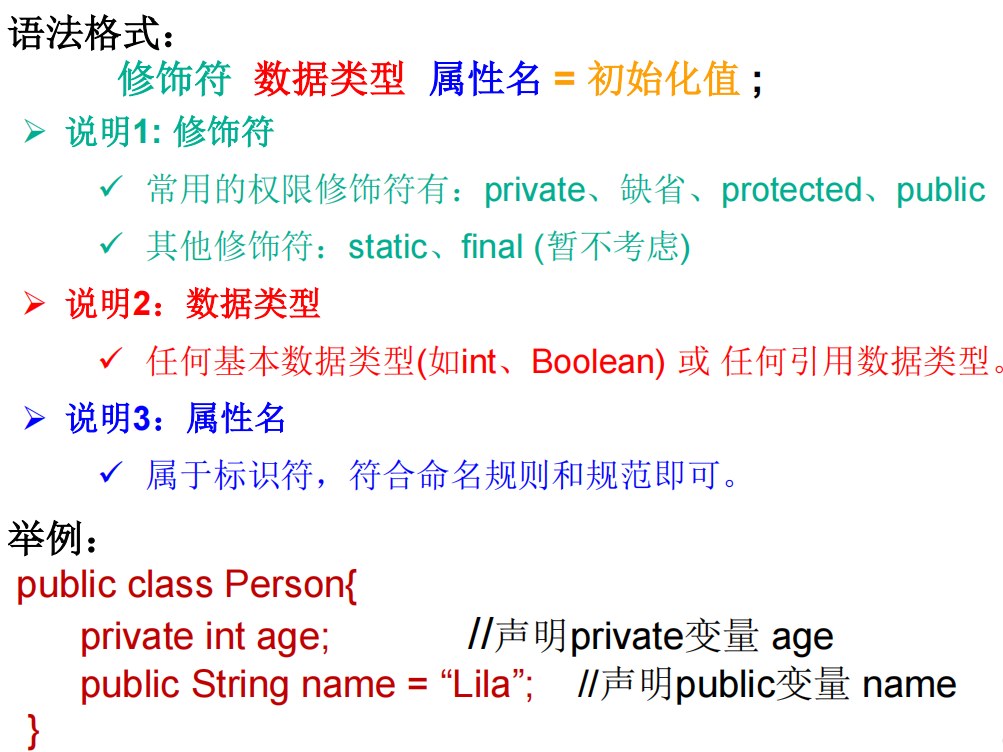 语法格式：
修饰符 数据类型 属性名 = 初始化值 ;
说明1: 修饰符
常用的权限修饰符有：private、缺省、protected、public
其他修饰符：static、final (暂不考虑)
说明2：数据类型
任何基本数据类型(如int、Boolean) 或 任何引用数据类型。
说明3：属性名
属于标识符，符合命名规则和规范即可。
举例：
public class Person{
private int age; //声明private变量 age
public String name = “Lila”; //声明public变量 name
}